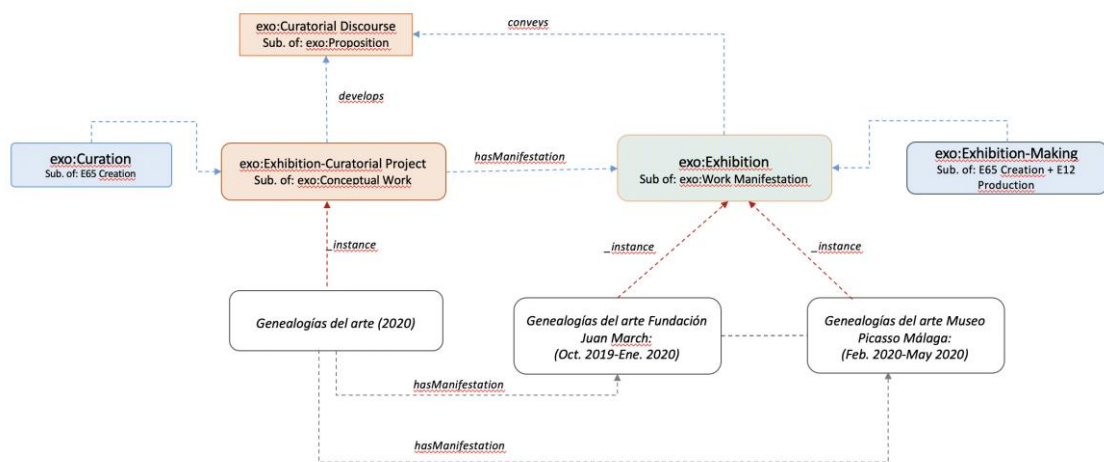 exo:Curatorial Discourse
Sub. of: exo:Proposition
conveys
develops
exo:Curation
Sub. of: E65 Creation
exo:Exhibition-Curatorial Project
Sub. of: exo:Conceptual Work
hasManifestation
exo:Exhibition
Sub of: exo:Work Manifestation
exo:Exhibition-Making
Sub. of: E65 Creation + E12
Production
_instance
_instance
_instance
Genealogías del arte (2020)
Genealogías del arte Fundación
Juan March:
(Oct. 2019-Ene. 2020)
Genealogías del arte Museo
Picasso Málaga:
(Feb. 2020-May 2020)
hasManifestation
hasManifestation